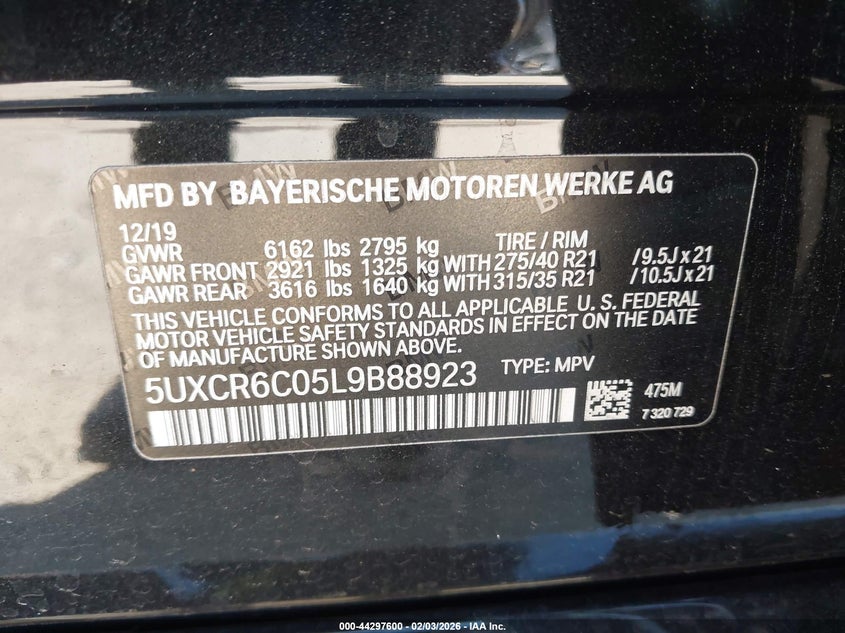 MFD BY BAYERISCHE MOTOREN WERKE AG
12/19
GVWR 6162 lbs 2795 kg TIRE / RIM
GAWR FRONT 2921 lbs 1325 kg WITH 275/40 R21 /9.5J x 21
GAWR REAR 3616 lbs 1640 kg WITH 315/35 R21 /10.5J x 21
THIS VEHICLE CONFORMS TO ALL APPLICABLE U. S. FEDERAL
MOTOR VEHICLE SAFETY STANDARDS IN EFFECT ON THE DATE
OF MANUFACTURE SHOWN ABOVE.
5UXCR6C05L9B88923 TYPE: MPV
475M
7 320 729
000-44297600 - 02/03/2026 - IAA Inc.